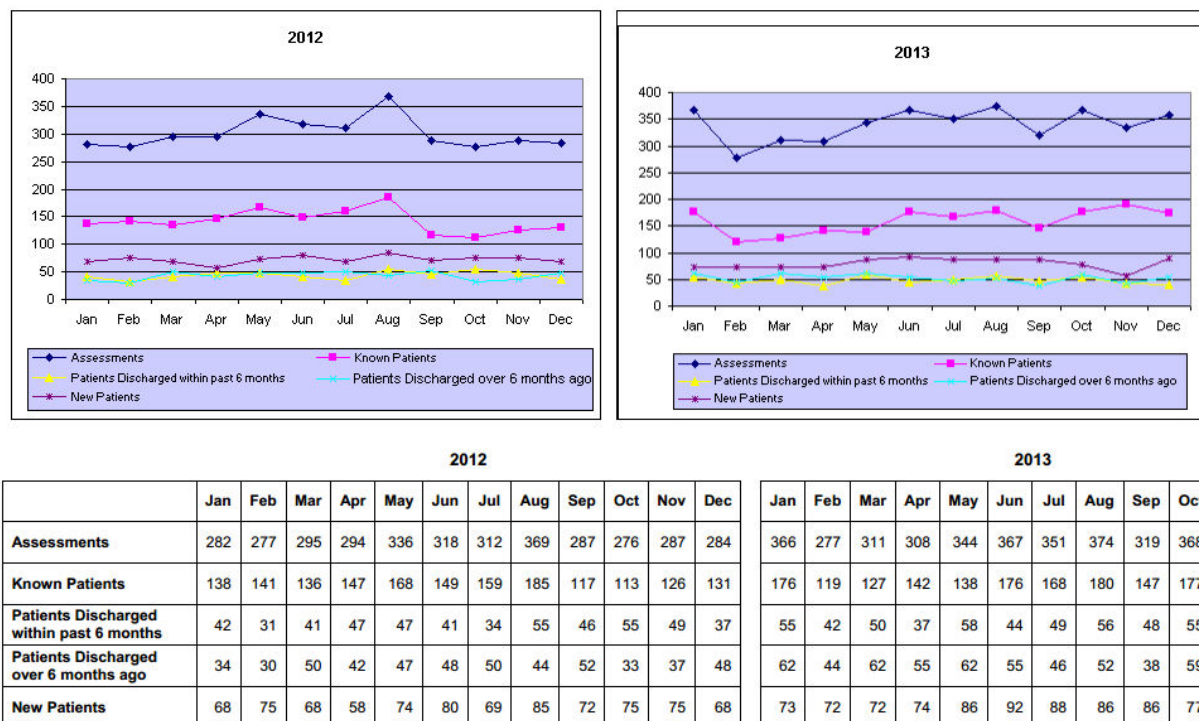 2012
400
350
300
250
200
150
100
50
0
Jan Feb Mar Apr May Jun Jul Aug Sep Oct Nov Dec
Assessments Known Patients
Patients Discharged within past 6 months Patients Discharged over 6 months ago
New Patients
2013
400
350
300
250
200
150
100
50
0
Jan Feb Mar Apr May Jun Jul Aug Sep Oct Nov Dec
Assessments Known Patients
Patients Discharged within past 6 months Patients Discharged over 6 months ago
New Patients
2012 2013
Jan Feb Mar Apr May Jun Jul Aug Sep Oct Nov Dec Jan Feb Mar Apr May Jun Jul Aug Sep
Assessments 282 277 295 294 336 318 312 369 287 276 287 284 366 277 311 308 344 367 351 374 319 368
Known Patients 138 141 136 147 168 149 159 185 117 113 126 131 176 119 127 142 138 176 168 180 147 177
Patients Discharged
within past 6 months 42 31 41 47 47 41 34 55 46 55 49 37 55 42 50 37 58 44 49 56 48 55
Patients Discharged
over 6 months ago 34 30 50 42 47 48 50 44 52 33 37 48 62 44 62 55 62 55 46 52 38 59
New Patients 68 75 68 58 74 80 69 85 72 75 75 68 73 72 72 74 86 92 88 86 86 77